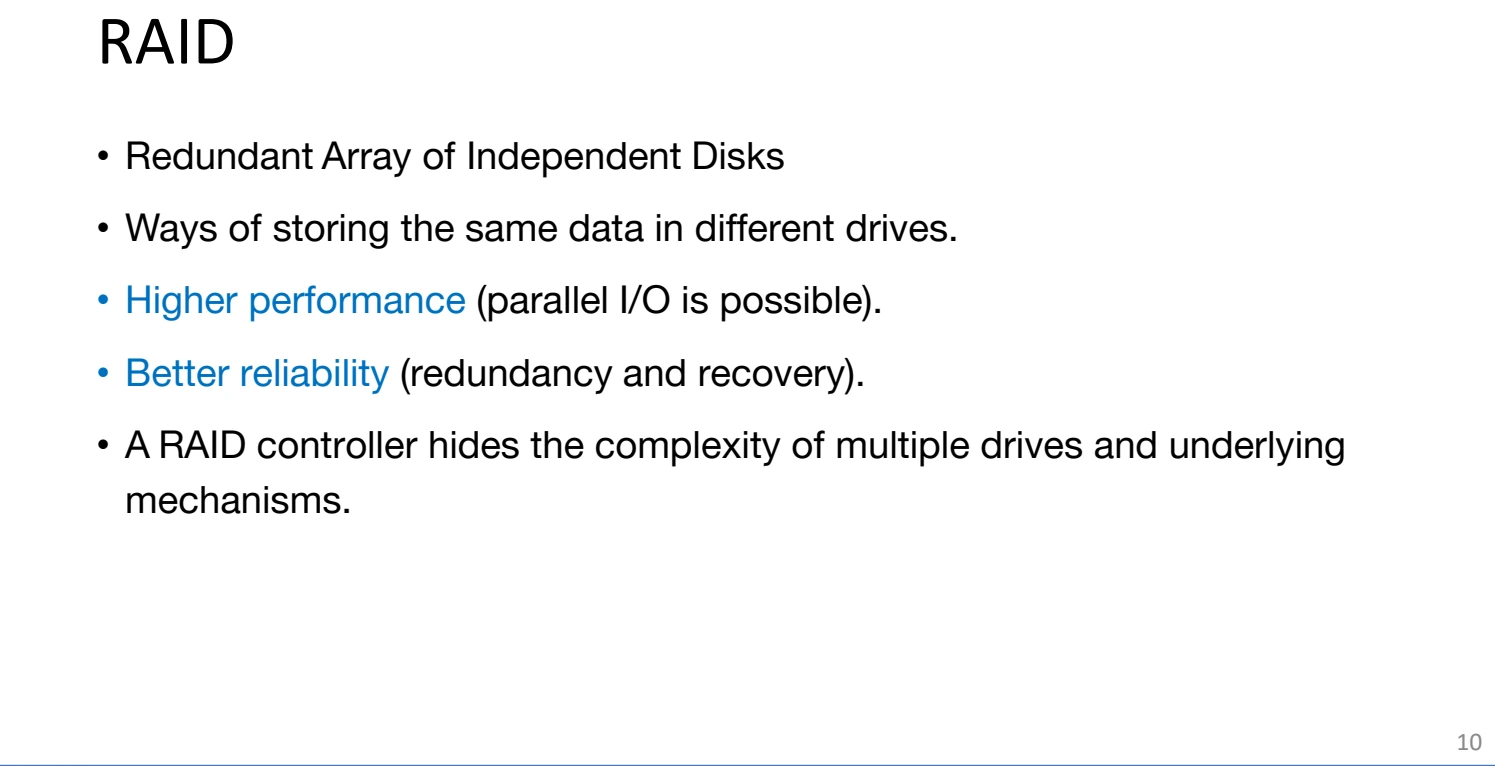 RAID
• Redundant Array of Independent Disks
• Ways of storing the same data in different drives.
• Higher performance (parallel I/O is possible).
• Better reliability (redundancy and recovery).
• A RAID controller hides the complexity of multiple drives and underlying
mechanisms.
10